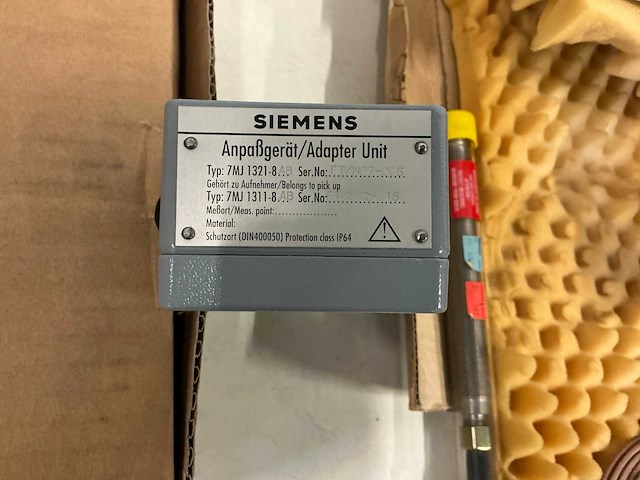 SIEMENS
Anpaßgerät/Adapter Unit
Typ: 7MJ 1321-8 Ser.No:
Gehört zu Aufnehmer/Belongs to pick up
Typ: 7MJ 1311-8 Ser.No:
Meßort/Meas. point:
Material:
Schutzart (DIN400050) Protection class IP64